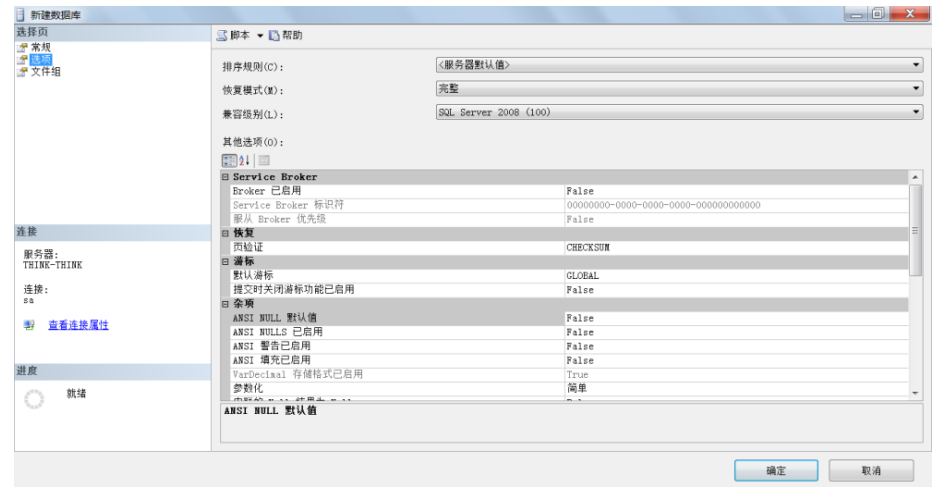 新建数据库
选择页
常规
选项
文件组
脚本 帮助
排序规则(C): <服务器默认值>
恢复模式(M): 完整
兼容级别(L): SQL Server 2008 (100)
其他选项(O):
Service Broker
Broker 已启用 False
Service Broker 标识符 00000000-0000-0000-0000-000000000000
服从 Broker 优先级 False
恢复
页验证 CHECKSUM
游标
默认游标 GLOBAL
提交时关闭游标功能已启用 False
杂项
ANSI NULL 默认值 False
ANSI NULLS 已启用 False
ANSI 警告已启用 False
ANSI 填充已启用 False
VarDecimal 存储格式已启用 True
参数化 简单
ANSI NULL 默认值
连接
服务器:
THINK-THINK
连接:
sa
查看连接属性
进度
就绪
确定 取消